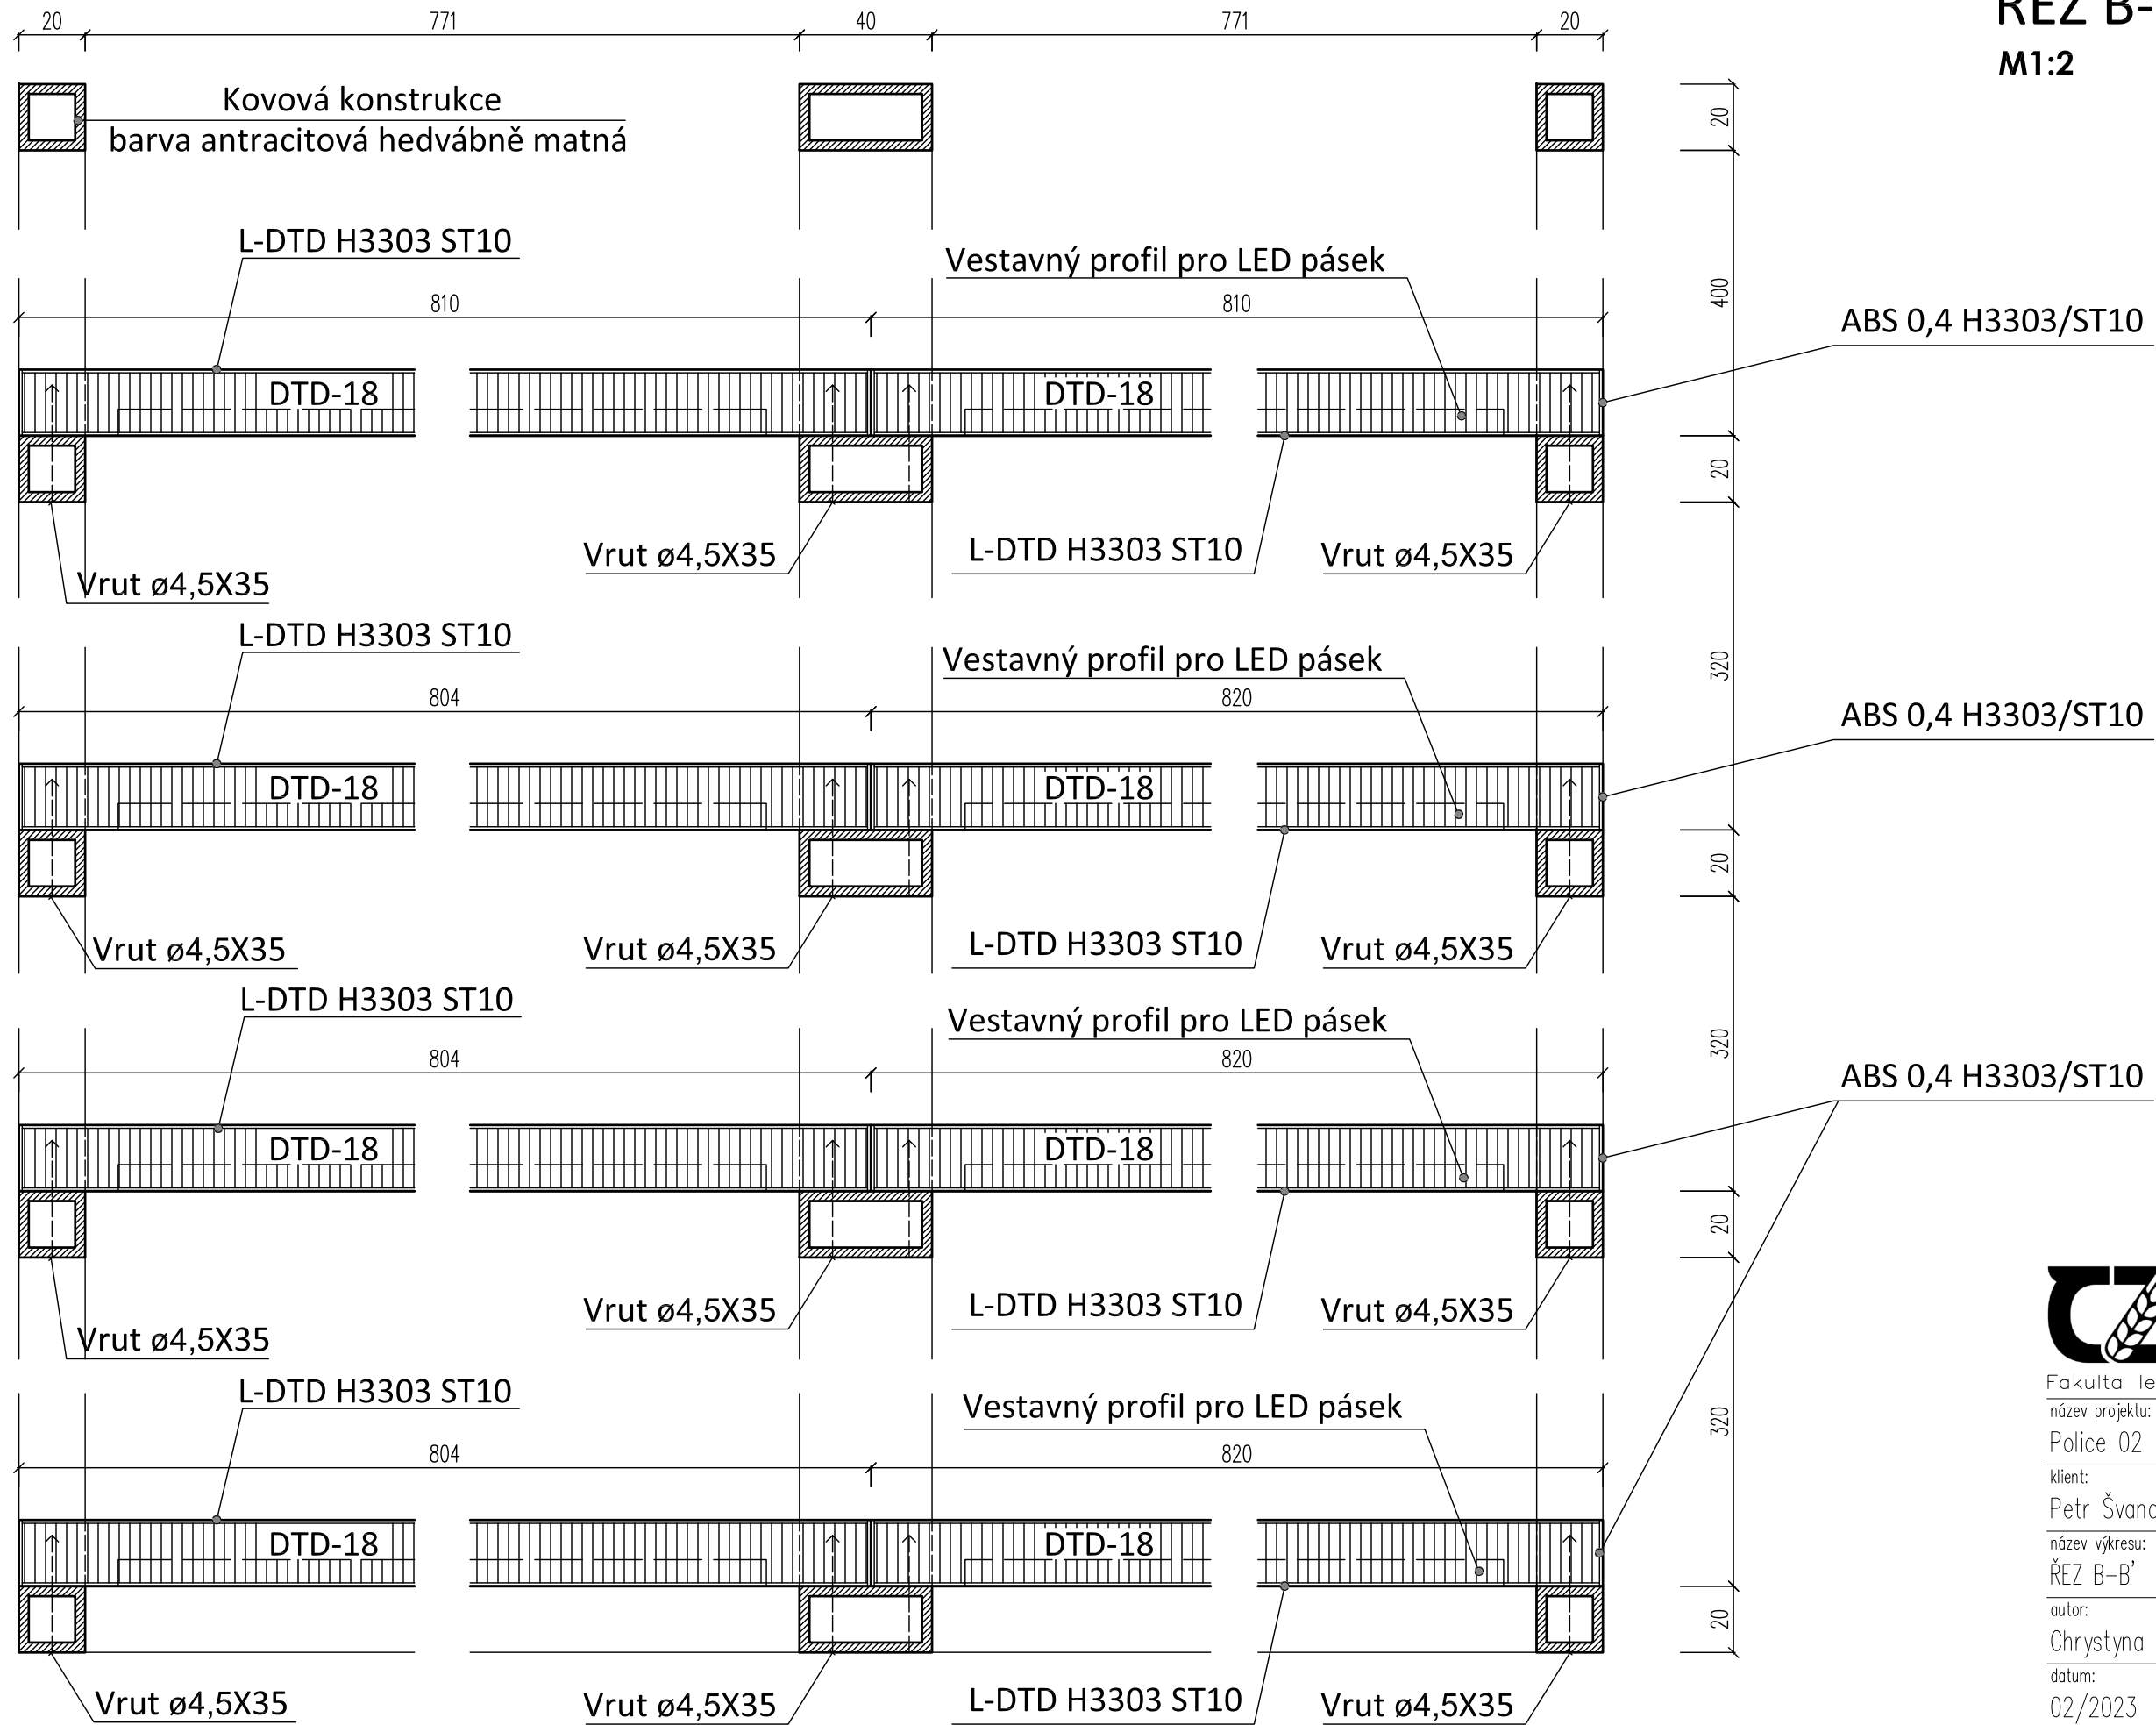 20 771 40 771 20
ŘEZ B-
M1:2
Kovová konstrukce
barva antracitová hedvábně matná
20
L-DTD H3303 ST10
Vestavný profil pro LED pásek
400
810 810
ABS 0,4 H3303/ST10
DTD-18 DTD-18
20
Vrut ø4,5X35
Vrut ø4,5X35
L-DTD H3303 ST10
Vrut ø4,5X35
L-DTD H3303 ST10
Vestavný profil pro LED pásek
320
804 820
ABS 0,4 H3303/ST10
DTD-18 DTD-18
20
Vrut ø4,5X35
Vrut ø4,5X35
L-DTD H3303 ST10
Vrut ø4,5X35
L-DTD H3303 ST10
Vestavný profil pro LED pásek
320
804 820
ABS 0,4 H3303/ST10
DTD-18 DTD-18
20
Vrut ø4,5X35
Vrut ø4,5X35
L-DTD H3303 ST10
Vrut ø4,5X35
L-DTD H3303 ST10
Vestavný profil pro LED pásek
320
804 820
DTD-18 DTD-18
20
Vrut ø4,5X35
Vrut ø4,5X35
L-DTD H3303 ST10
Vrut ø4,5X35
Fakulta le
název projektu:
Police 02
klient:
Petr Švanc
název výkresu:
ŘEZ B-B'
autor:
Chrystyna
datum:
02/2023